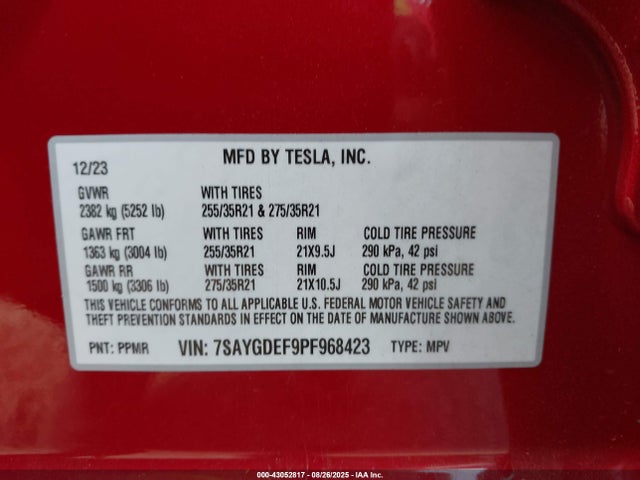 MFD BY TESLA, INC.
12/23
GVWR WITH TIRES
2382 kg (5252 lb) 255/35R21 & 275/35R21
GAWR FRT WITH TIRES RIM COLD TIRE PRESSURE
1363 kg (3004 lb) 255/35R21 21X9.5J 290 kPa, 42 psi
GAWR RR WITH TIRES RIM COLD TIRE PRESSURE
1500 kg (3306 lb) 275/35R21 21X10.5J 290 kPa, 42 psi
THIS VEHICLE CONFORMS TO ALL APPLICABLE U.S. FEDERAL MOTOR VEHICLE SAFETY AND
THEFT PREVENTION STANDARDS IN EFFECT ON THE DATE OF MANUFACTURE SHOWN ABOVE.
PNT: PPMR VIN: 7SAYGDEF9PF968423 TYPE: MPV
000-43052817 - 08/26/2025 - IAA Inc.